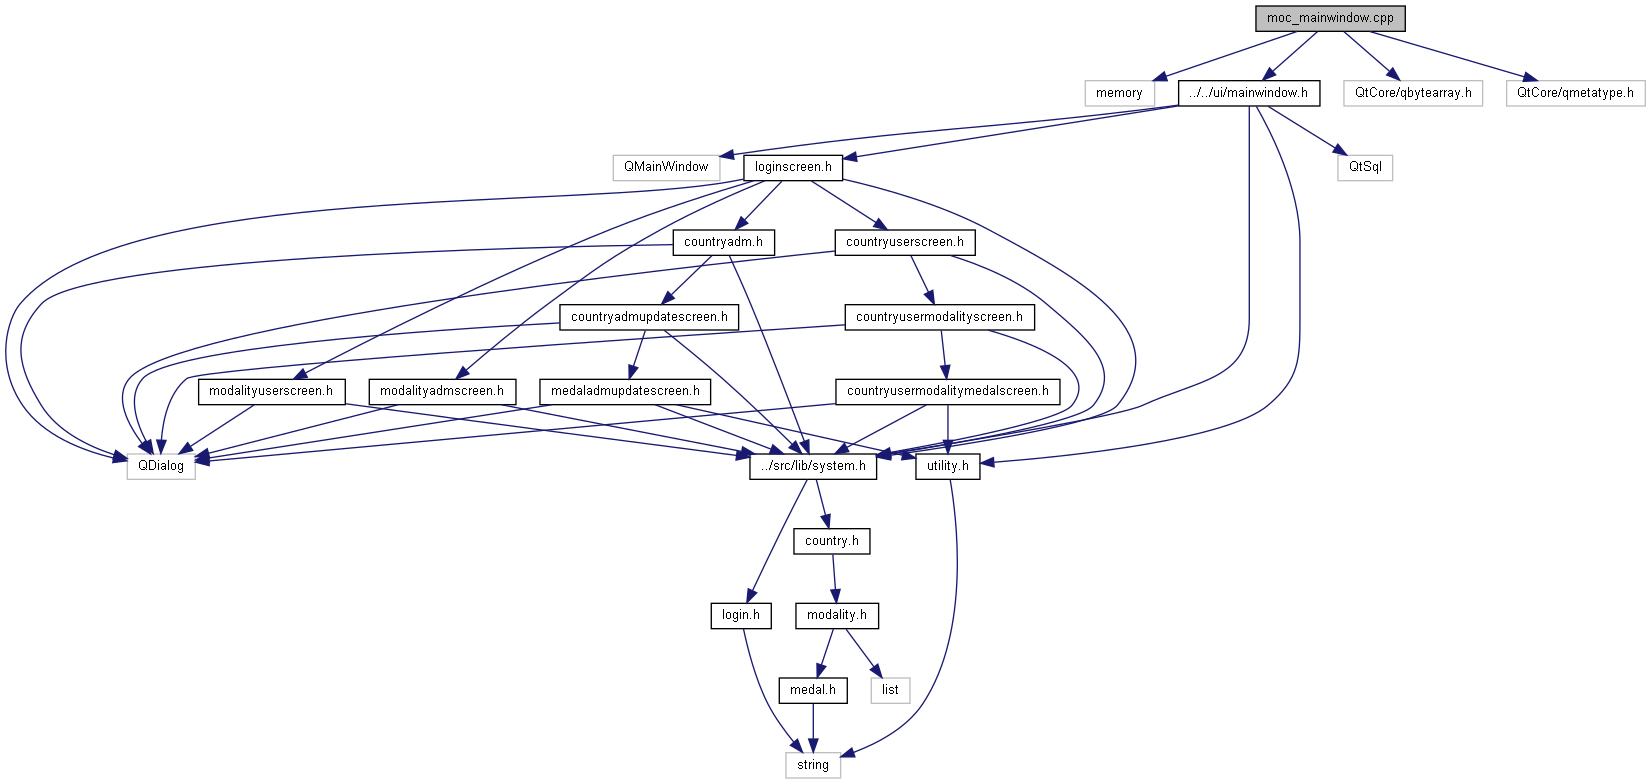 moc_mainwindow.cpp
memory
../../ui/mainwindow.h
QtCore/qbytearray.h
QtCore/qmetatype.h
QMainWindow
loginscreen.h
QtSql
countryadm.h
countryuserscreen.h
countryadmupdatescreen.h
countryusermodalityscreen.h
modalityuserscreen.h
modalityadmscreen.h
medaladmupdatescreen.h
countryusermodalitymedalscreen.h
QDialog
../src/lib/system.h
utility.h
country.h
login.h
modality.h
medal.h
list
string